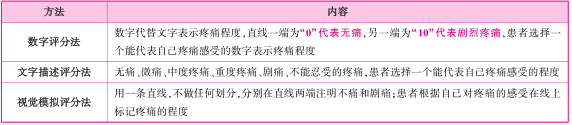 方法 内容
数字评分法 数字代替文字表示疼痛程度,直线一端为“0”代表无痛,另一端为“10”代表剧烈疼痛,患者选择一
个能代表自己疼痛感受的数字表示疼痛程度
文字描述评分法 无痛、微痛、中度疼痛、重度疼痛、剧痛、不能忍受的疼痛,患者选择一个能代表自己疼痛感受的程度
视觉模拟评分法 用一条直线,不做任何划分,分别在直线两端注明不痛和剧痛;患者根据自己对疼痛的感受在线上
标记疼痛的程度